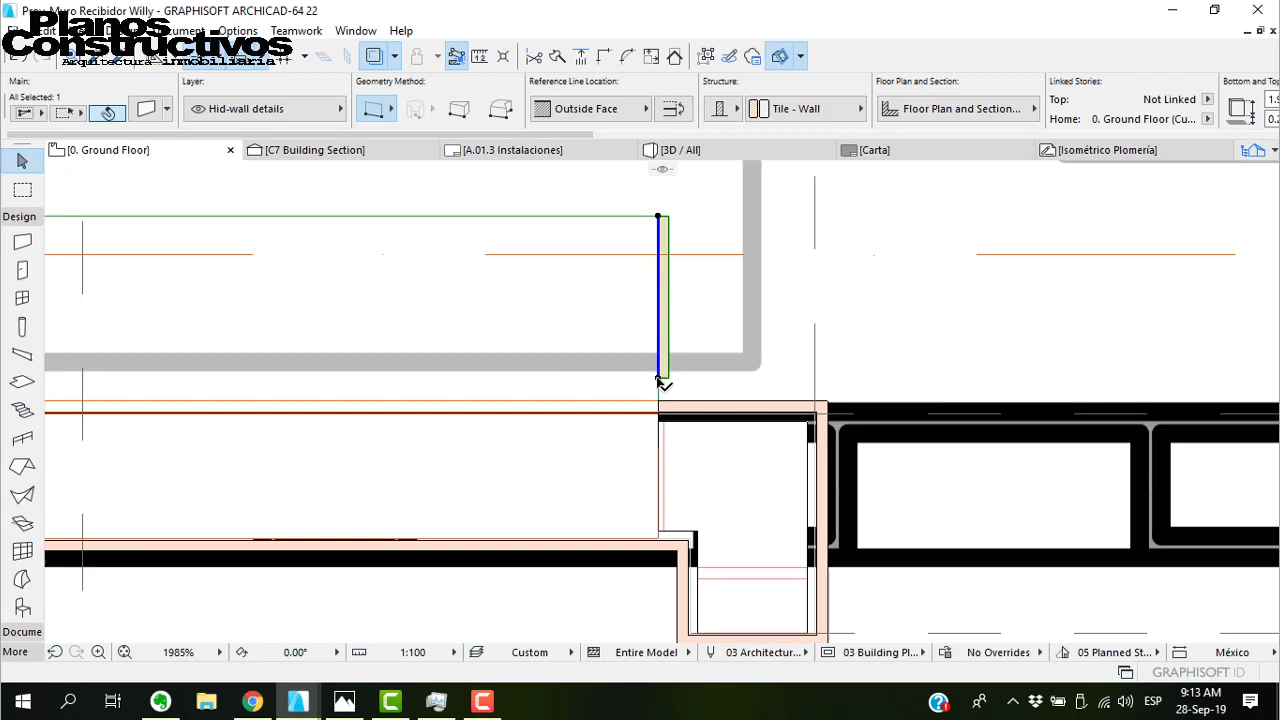 Prev. Muro Recibidor Willy - GRAPHISOFT ARCHICAD-64 22
Planos
Constructivos
Arquitectura inmobiliaria
Options
Teamwork
Window
Help
Main:
All Selected: 1
Layer:
Hid-wall details
Geometry Method:
Reference Line Location:
Outside Face
Structure:
Tile - Wall
Floor Plan and Section:
Floor Plan and Section...
Linked Stories:
Top:
Not Linked
Home:
0. Ground Floor (Cu...
Bottom and Top
[0. Ground Floor]
[C7 Building Section]
[A.01.3 Instalaciones]
[3D / All]
[Carta]
[Isométrico Plomería]
Design
Docume
More
1985%
0.00°
1:100
Custom
Entire Model
03 Architectur...
03 Building Pl...
No Overrides
05 Planned St...
México
GRAPHISOFT ID
ESP
9:13 AM
28-Sep-19